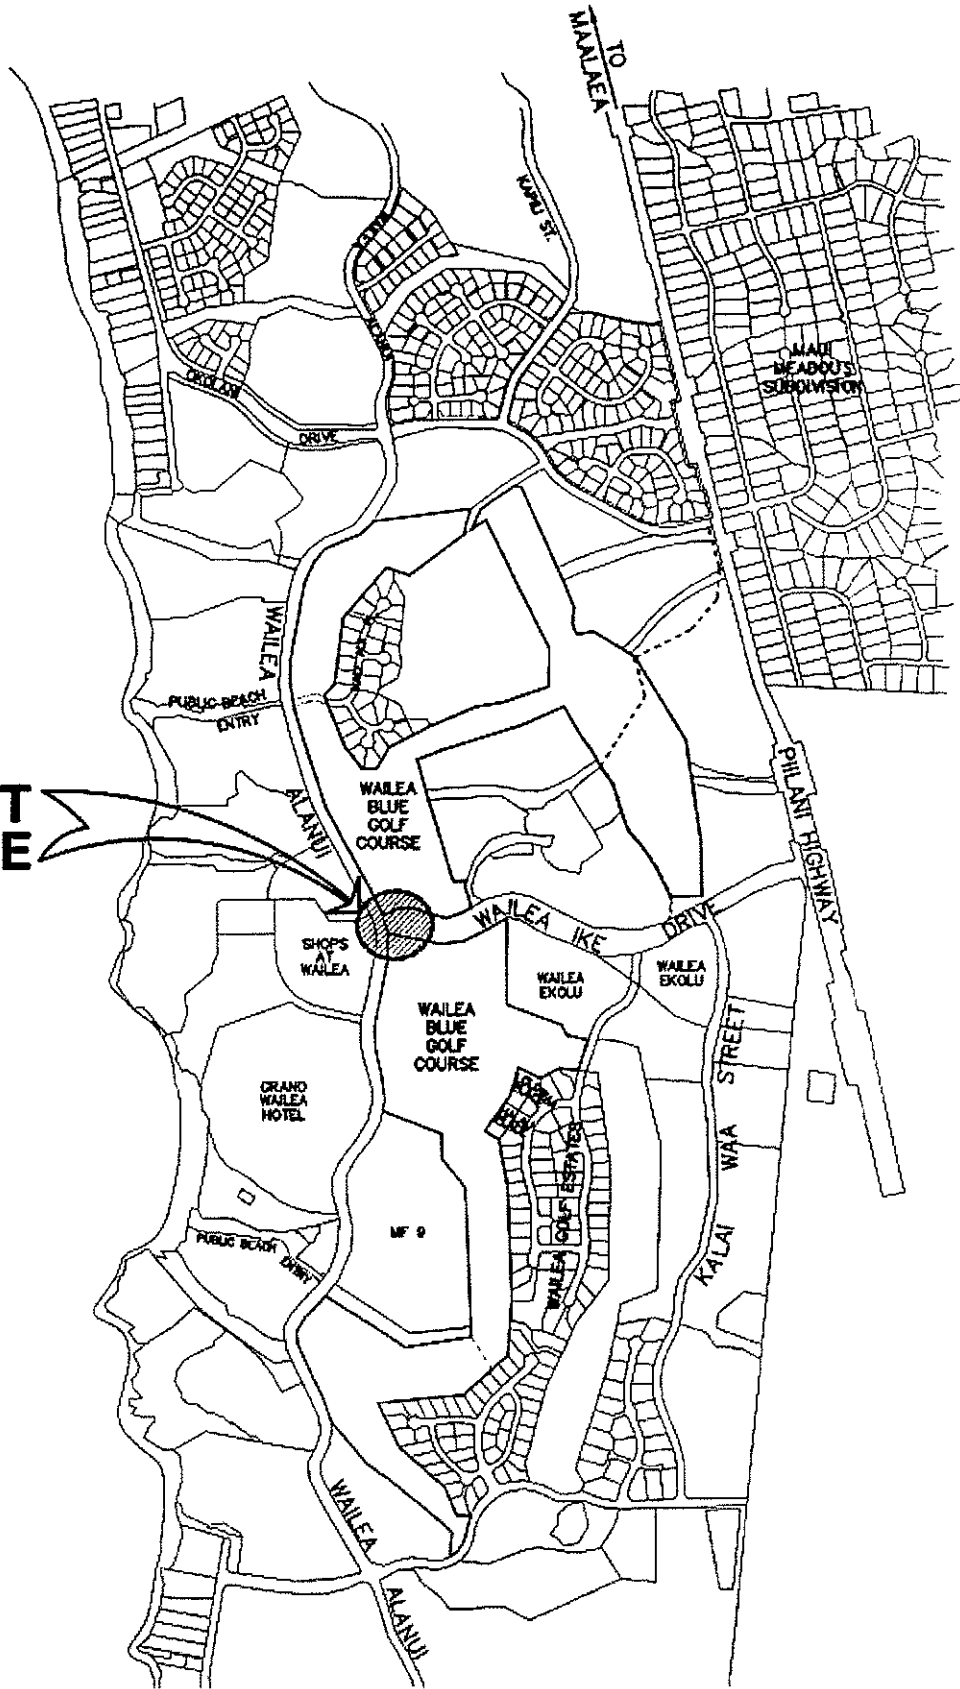 TO
MAALAEA
KAPILI ST.
MAUI
MEADOWS
SUBDIVISION
OKOLANI
DRIVE
WAILEA
PUBLIC BEACH
ENTRY
ALANUI
WAILEA
BLUE
GOLF
COURSE
PIILANI HIGHWAY
T
E
WAILEA IKE DRIVE
SHOPS
AT
WAILEA
WAILEA
EKOLU
WAILEA
EKOLU
WAILEA
BLUE
GOLF
COURSE
GRAND
WAILEA
HOTEL
KALAI WAA STREET
WAILEA GOLF ESTATES
MF 9
PUBLIC BEACH
ENTRY
WAILEA
ALANUI